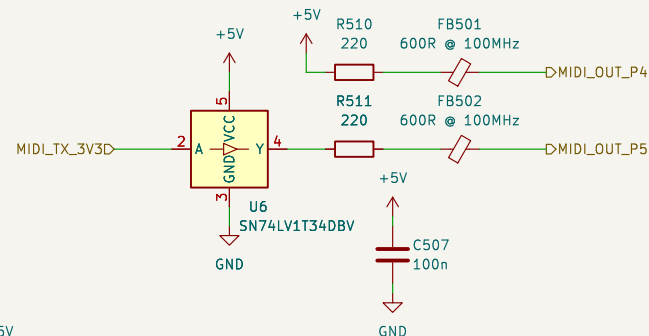 +5V
R510
220
FB501
600R @ 100MHz
MIDI_OUT_P4
+5V
5
VCC
MIDI_TX_3V3
2
A
Y
4
GND
3
U6
SN74LV1T34DBV
GND
R511
220
FB502
600R @ 100MHz
MIDI_OUT_P5
+5V
C507
100n
GND
5V